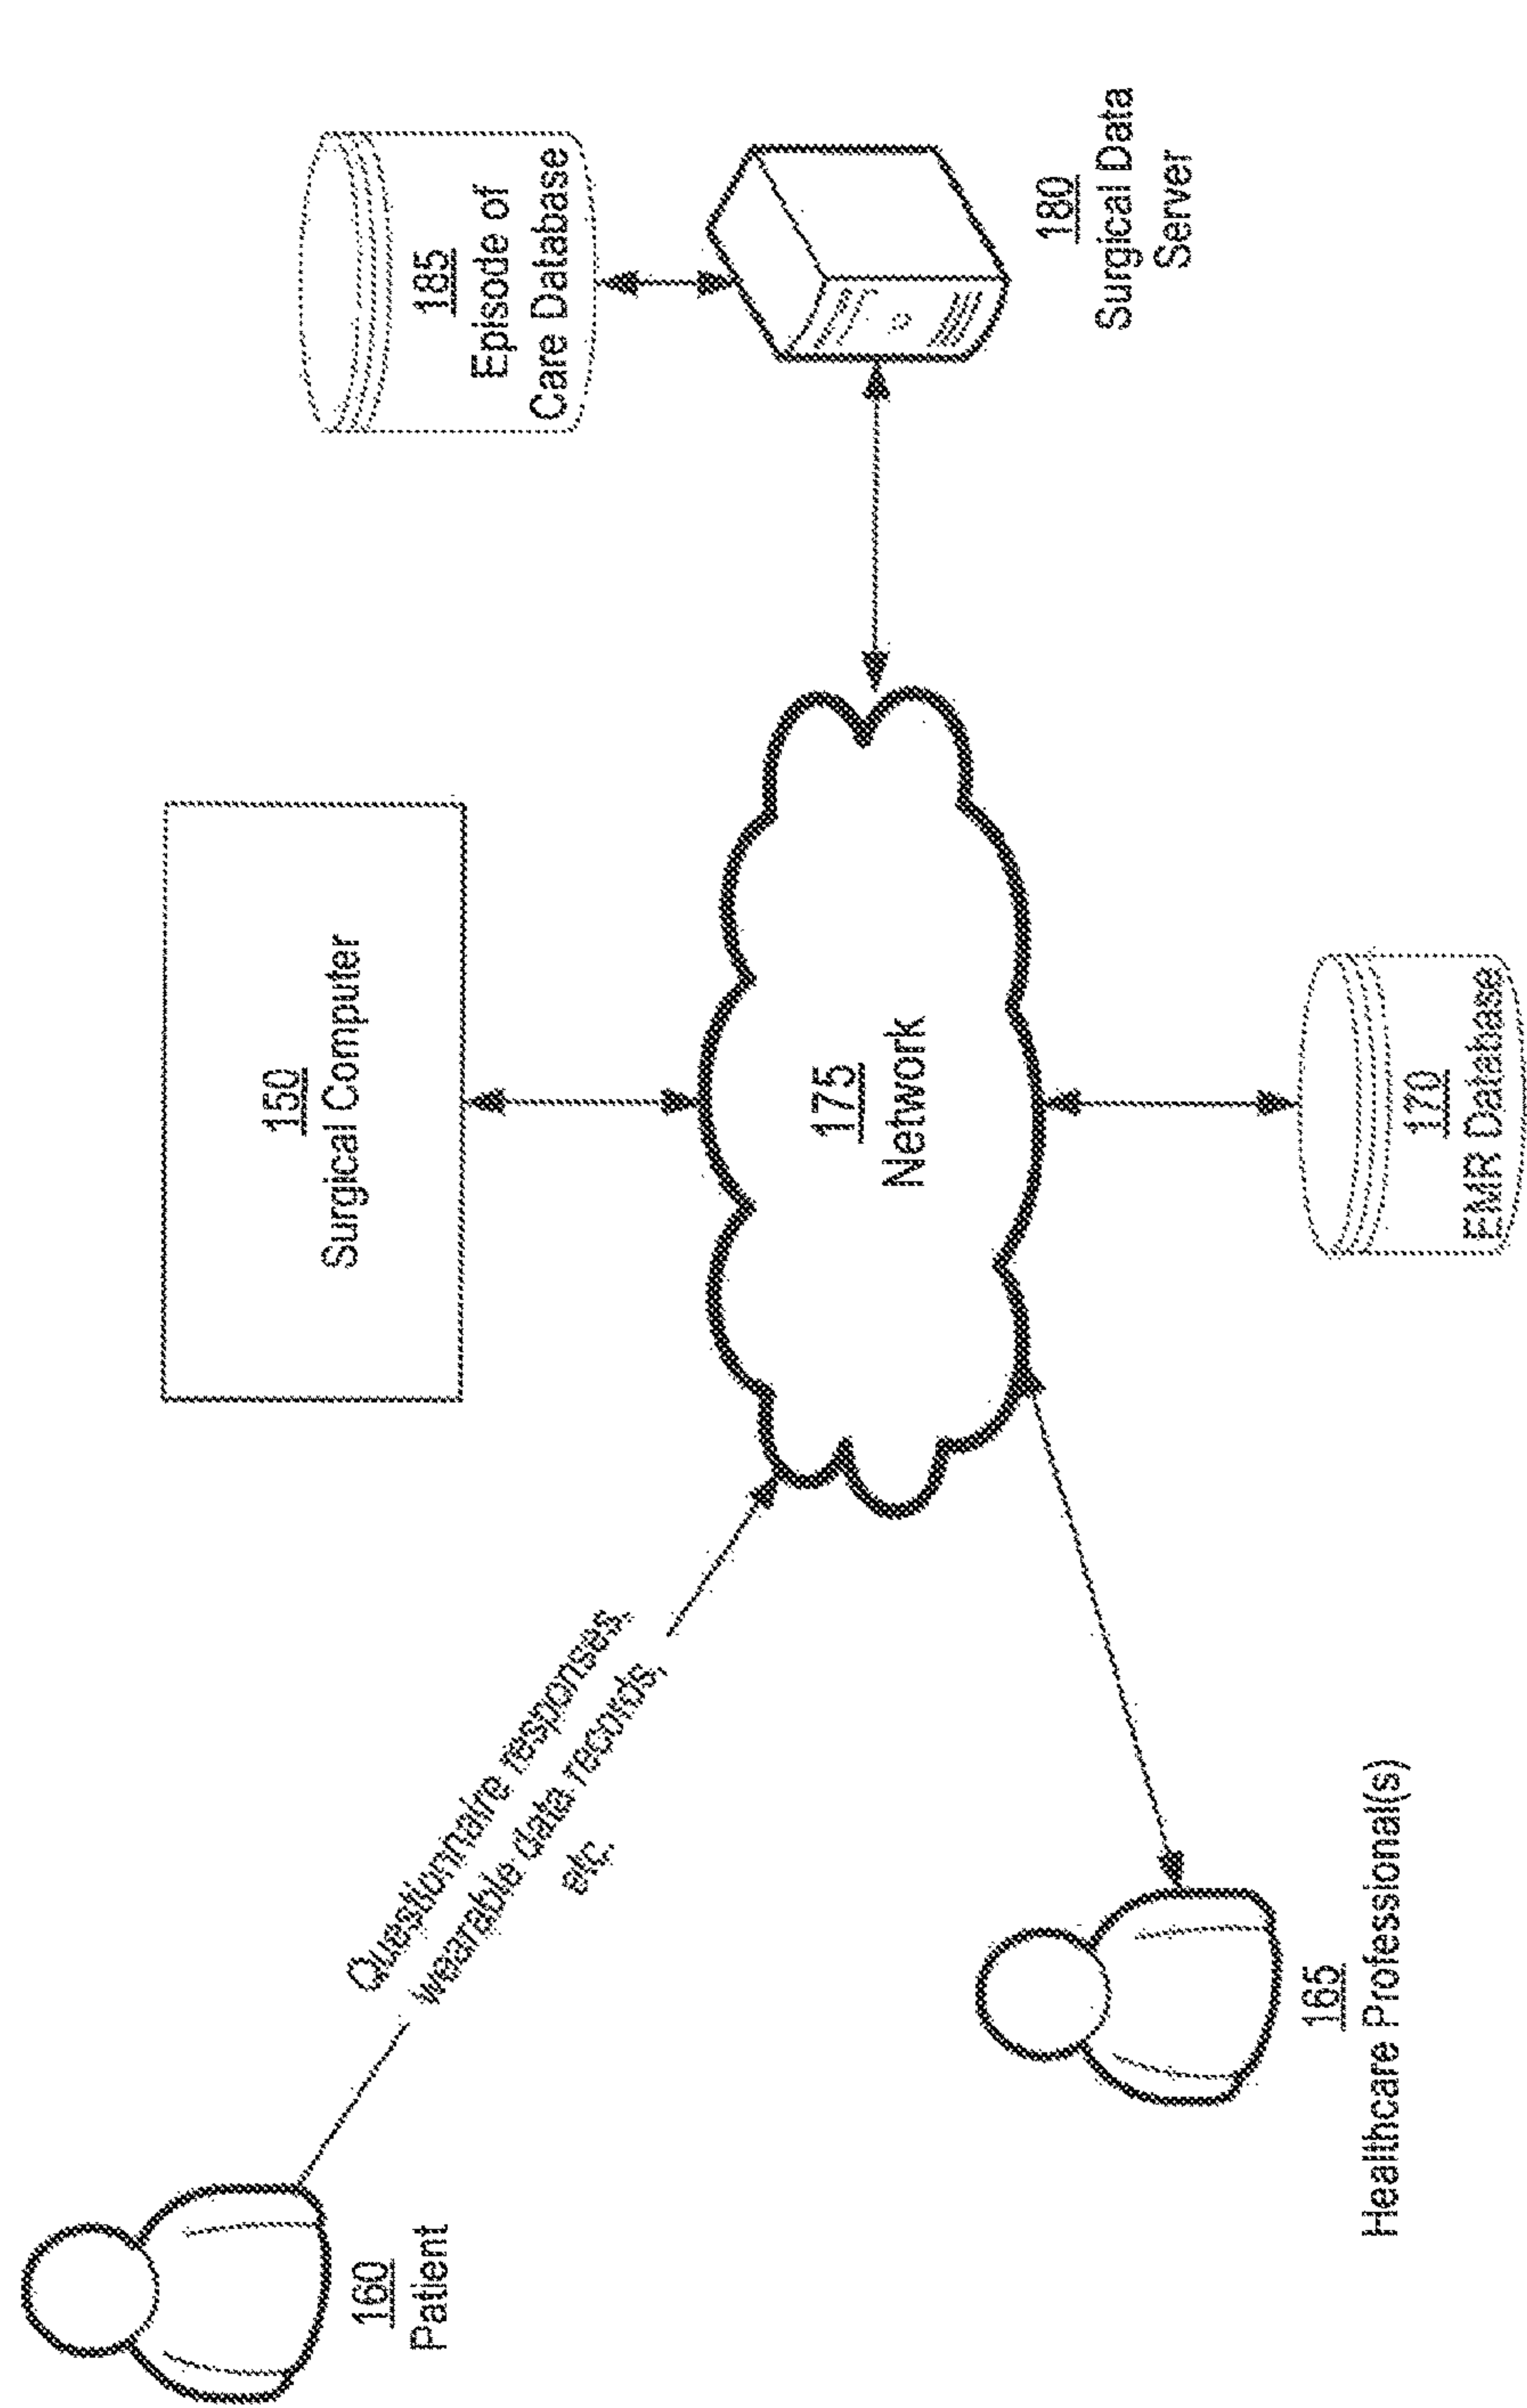 160
Patient
Questionnaire responses,
wearable data records,
etc.
165
Healthcare Professional(s)
150
Surgical Computer
175
Network
170
EMR Database
185
Episode of
Care Database
180
Surgical Data
Server